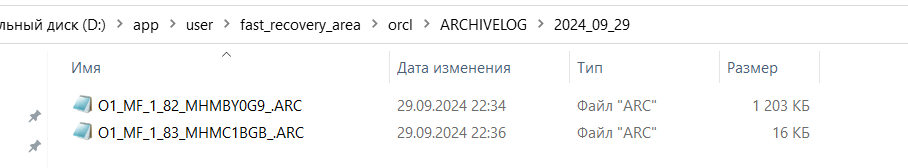 льный диск (D:) > app > user > fast_recovery_area > orcl > ARCHIVELOG > 2024_09_29
Имя Дата изменения Тип Размер
O1_MF_1_82_MHMBY0G9_.ARC 29.09.2024 22:34 Файл "ARC" 1 203 КБ
O1_MF_1_83_MHMC1BGB_.ARC 29.09.2024 22:36 Файл "ARC" 16 КБ